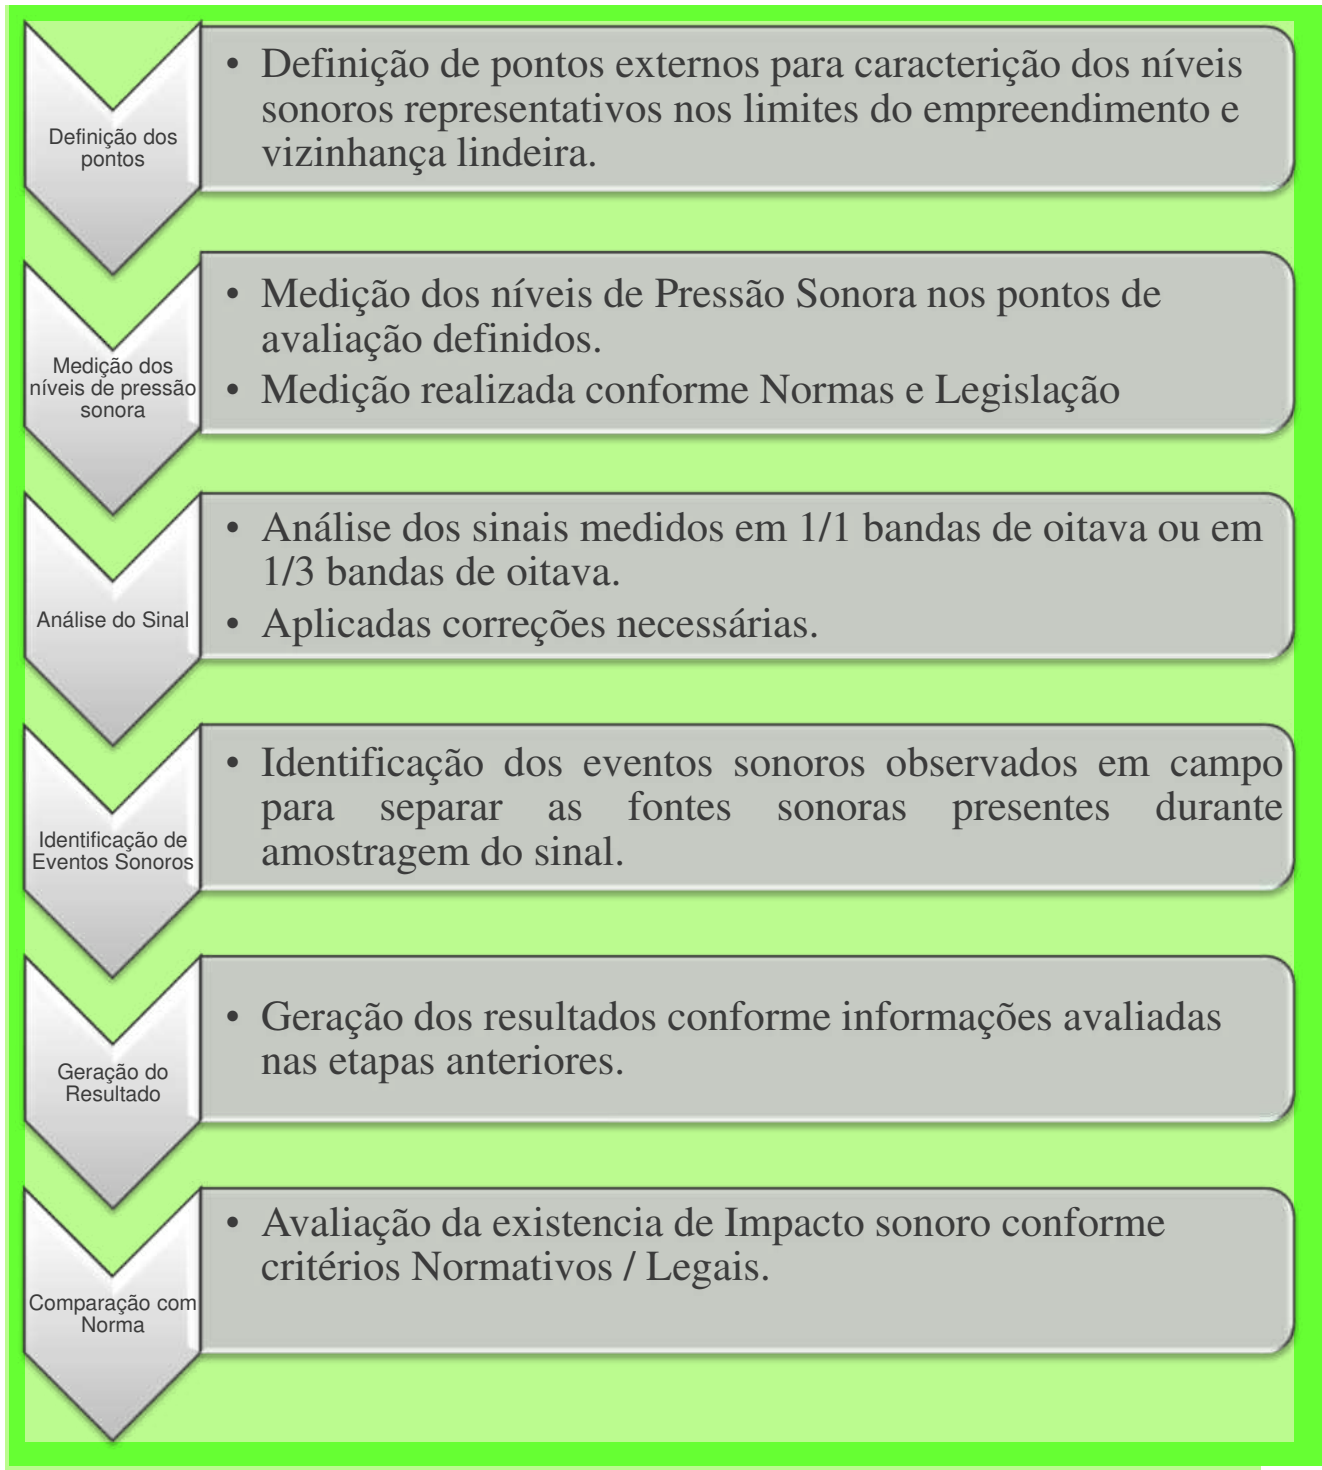 Definição dos
pontos
• Definição de pontos externos para caracterição dos níveis
sonoros representativos nos limites do empreendimento e
vizinhança lindeira.
Medição dos
níveis de pressão
sonora
• Medição dos níveis de Pressão Sonora nos pontos de
avaliação definidos.
• Medição realizada conforme Normas e Legislação
Análise do Sinal
• Análise dos sinais medidos em 1/1 bandas de oitava ou em
1/3 bandas de oitava.
• Aplicadas correções necessárias.
Identificação de
Eventos Sonoros
• Identificação dos eventos sonoros observados em campo
para separar as fontes sonoras presentes durante
amostragem do sinal.
Geração do
Resultado
• Geração dos resultados conforme informações avaliadas
nas etapas anteriores.
Comparação com
Norma
• Avaliação da existencia de Impacto sonoro conforme
critérios Normativos / Legais.